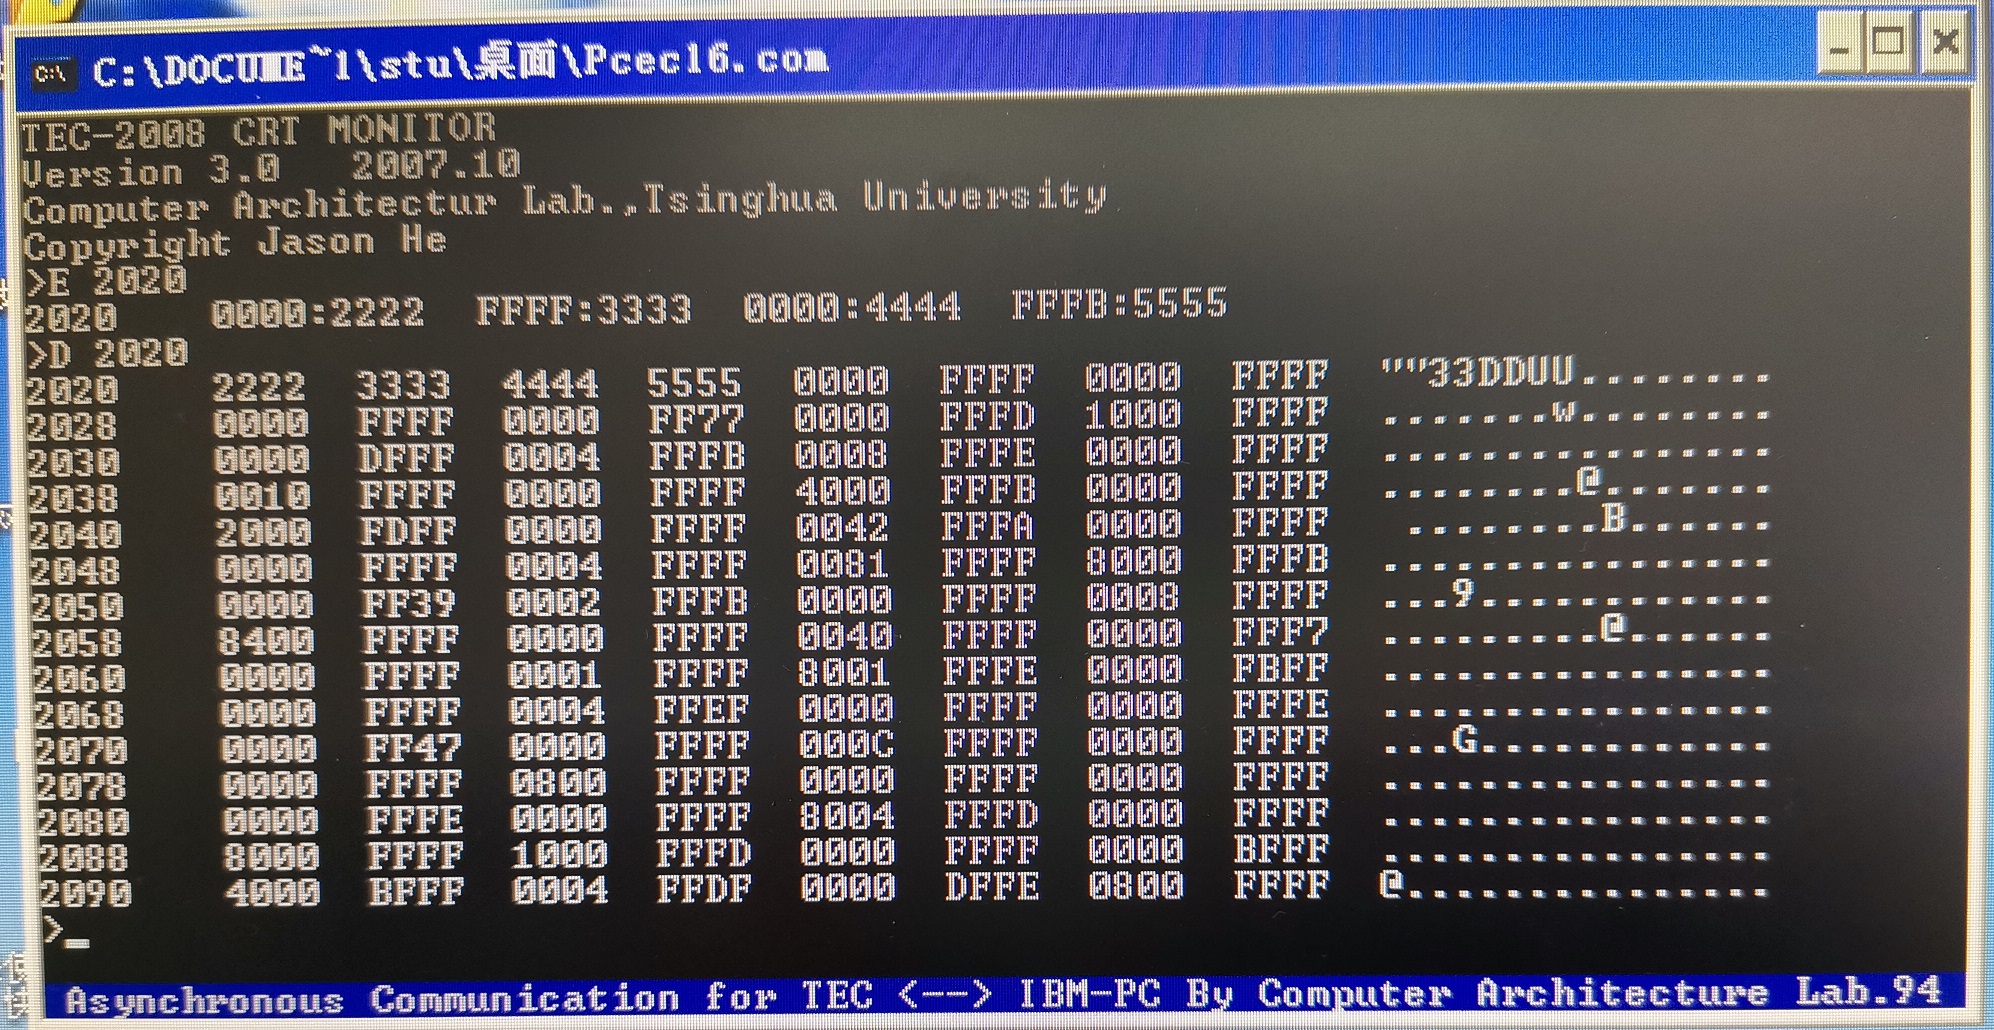 C:\DOCUME~1\stu\桌面\Pcec16.com
TEC-2008 CRT MONITOR
Version 3.0 2007.10
Computer Architectur Lab.,Tsinghua University
Copyright Jason He
>E 2020
2020 0000:2222 FFFF:3333 0000:4444 FFFB:5555
>D 2020
2020 2222 3333 4444 5555 0000 FFFF 0000 FFFF """33DDUU........
2028 0000 FFFF 0000 FF77 0000 FFFD 1000 FFFF .......w........
2030 0000 DFFF 0004 FFFB 0008 FFFE 0000 FFFF ................
2038 0010 FFFF 0000 FFFF 4000 FFFB 0000 FFFF ........@.......
2040 2000 FDFF 0000 FFFF 0042 FFFA 0000 FFFF  ........B......
2048 0000 FFFF 0004 FFFF 0081 FFFF 8000 FFFB ................
2050 0000 FF39 0002 FFFB 0000 FFFF 0008 FFFF ...9............
2058 8400 FFFF 0000 FFFF 0040 FFFF 0000 FFF7 .........@......
2060 0000 FFFF 0001 FFFF 8001 FFFE 0000 FBFF ................
2068 0000 FFFF 0004 FFEF 0000 FFFF 0000 FFFE ................
2070 0000 FF47 0000 FFFF 000C FFFF 0000 FFFF ...G............
2078 0000 FFFF 0800 FFFF 0000 FFFF 0000 FFFF ................
2080 0000 FFFE 0000 FFFF 8004 FFFD 0000 FFFF ................
2088 8000 FFFF 1000 FFFD 0000 FFFF 0000 BFFF ................
2090 4000 BFFF 0004 FFDF 0000 DFFE 0800 FFFF @...............
>_
Asynchronous Communication for TEC <--> IBM-PC By Computer Architecture Lab.94